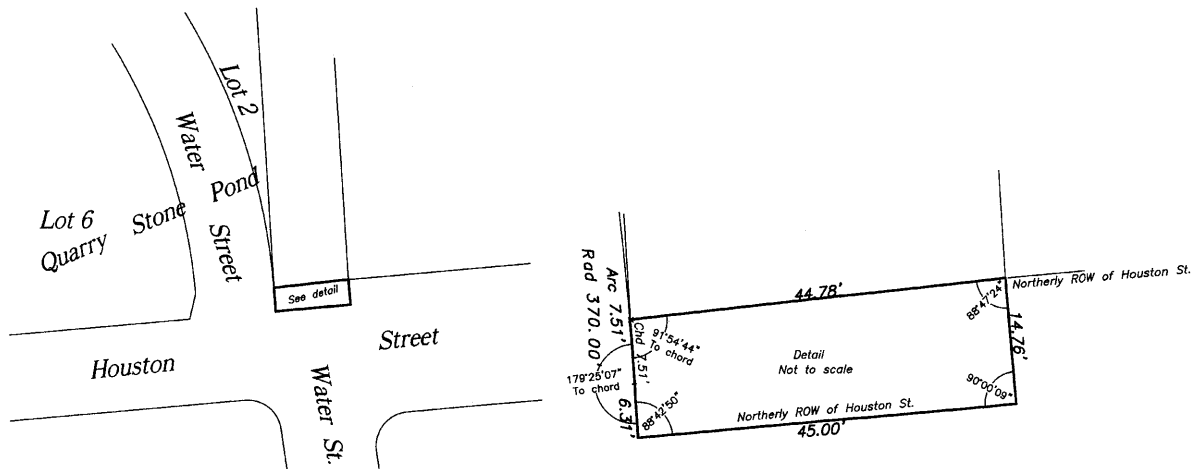 Lot 2
Water
Street
Lot 6
Quarry Stone Pond
See detail
Houston
Street
Water St.
Arc 7.51'
Rad 370.00'
Chd 7.51'
44.78'
91°54'44"
To chord
88°47'24"
Northerly ROW of Houston St.
14.76'
Detail
Not to scale
179°25'07"
To chord
6.31'
88°42'50"
90°00'09"
Northerly ROW of Houston St.
45.00'